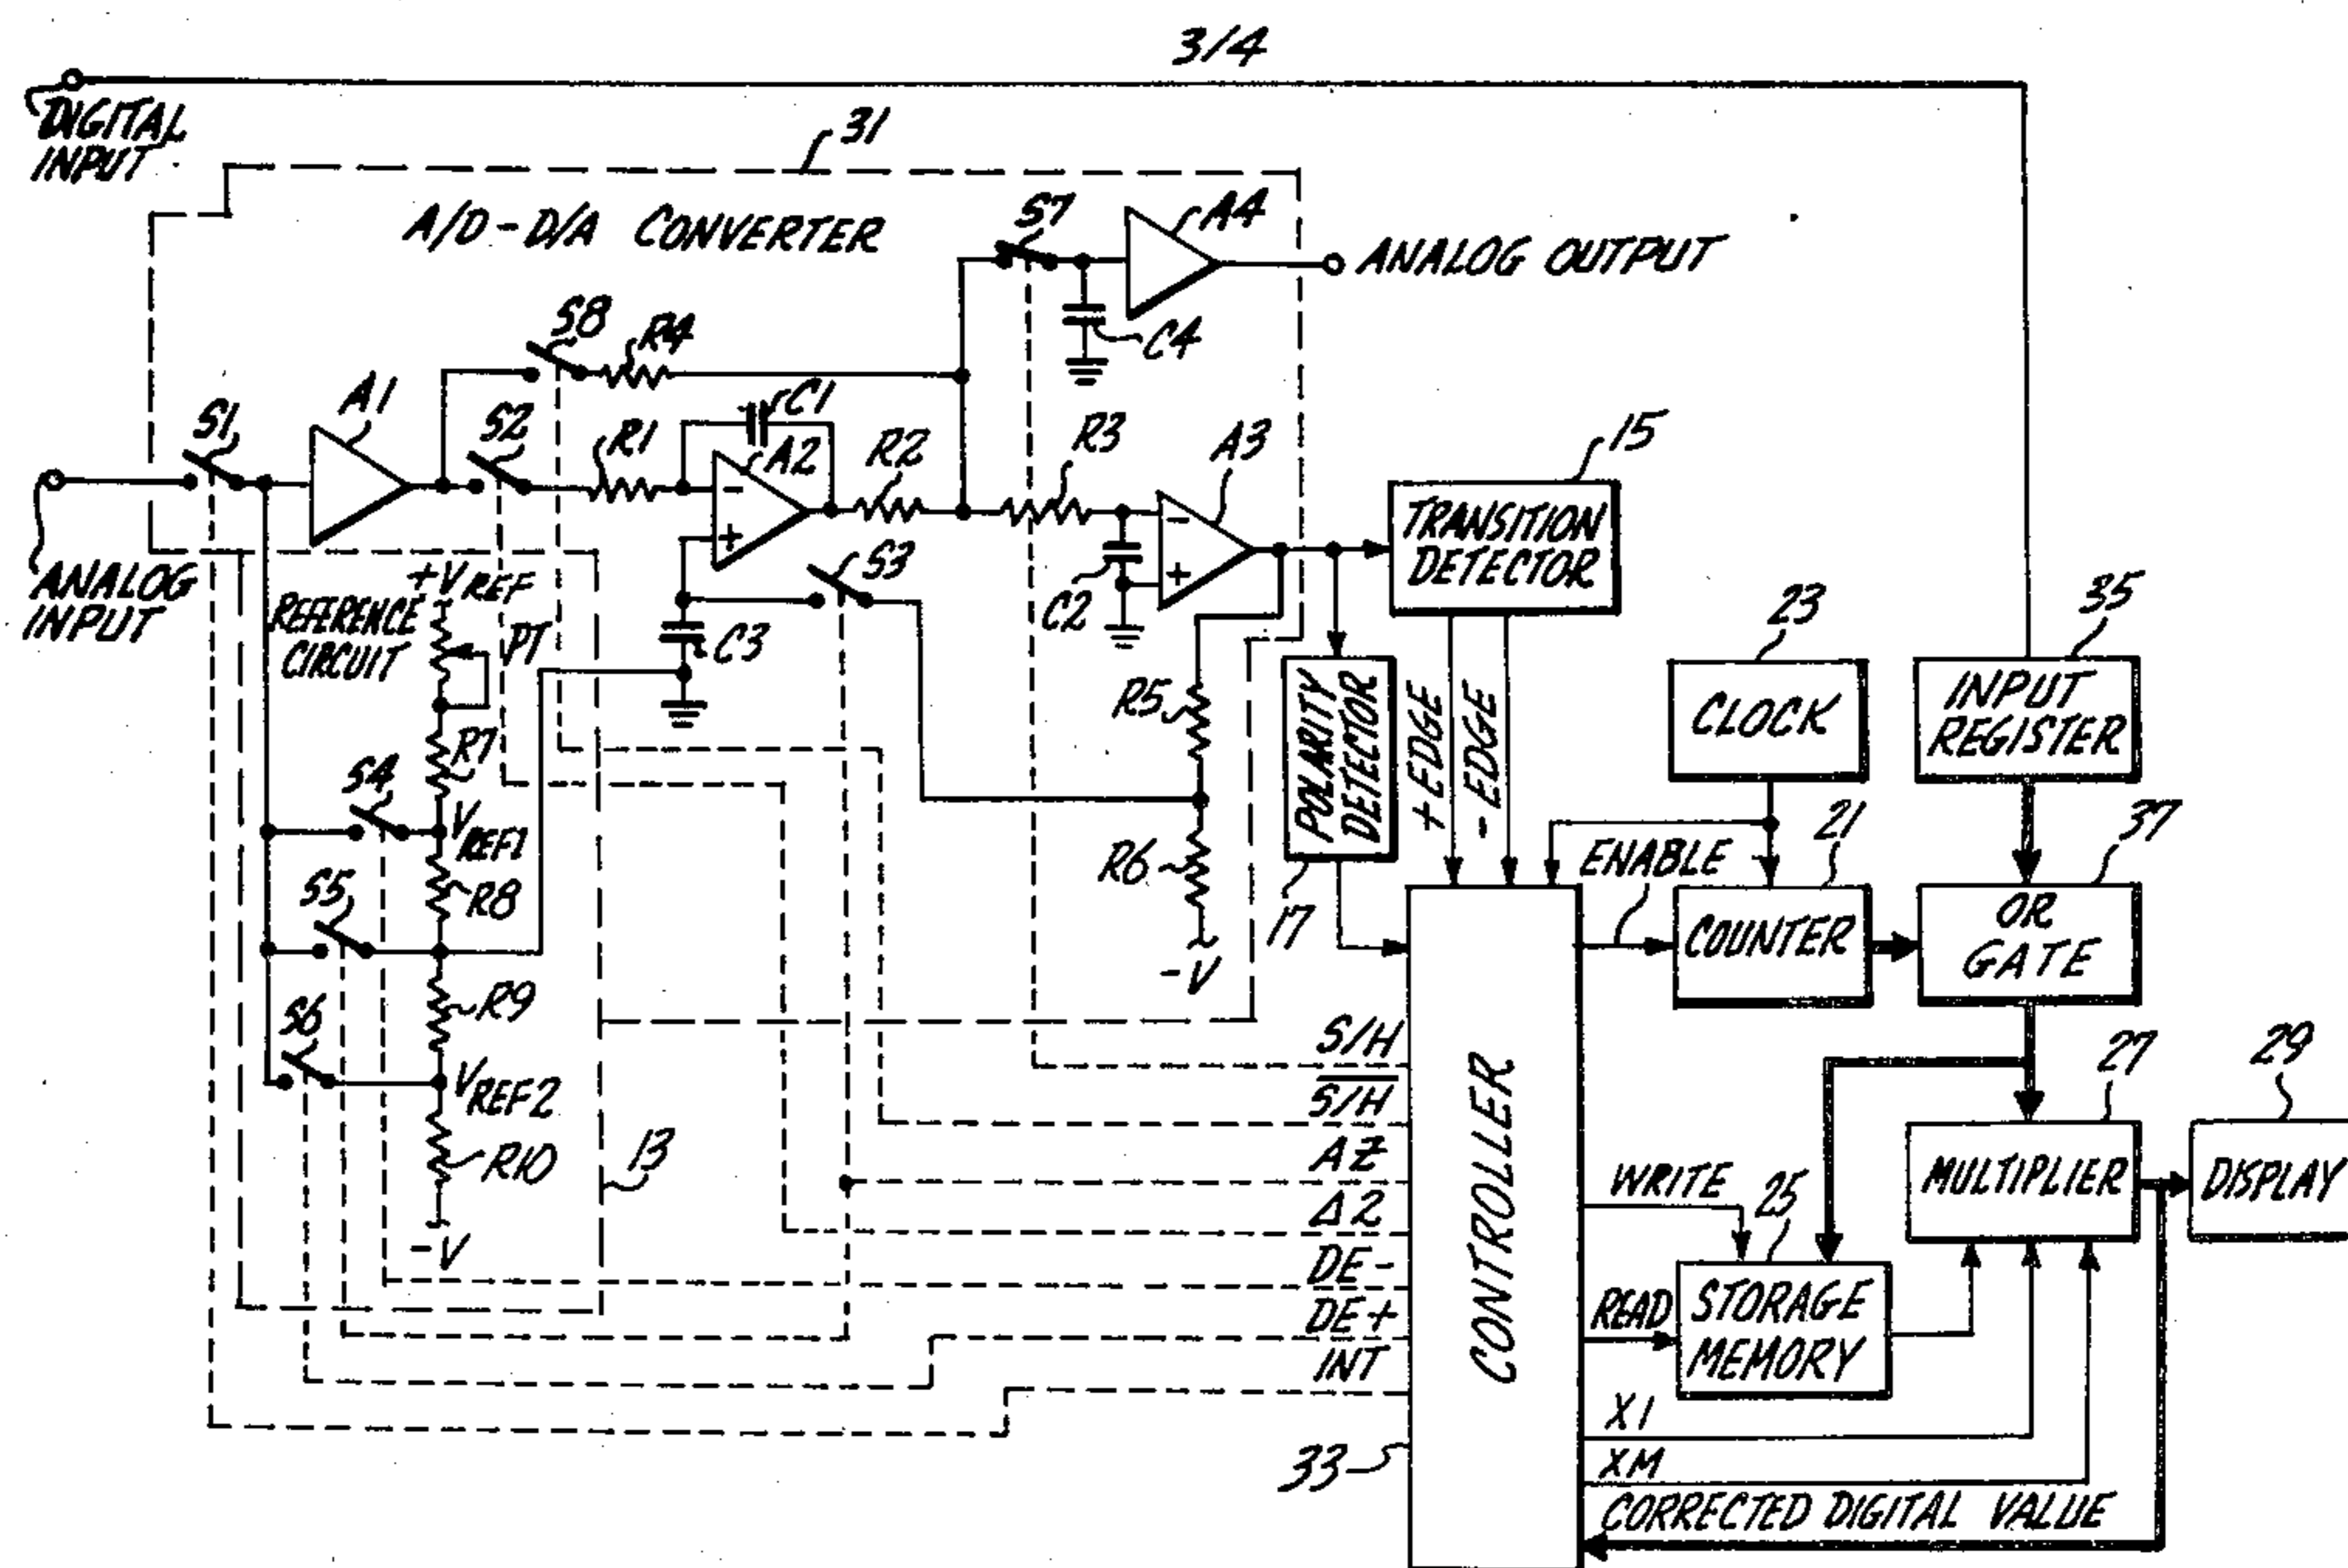 3/4
DIGITAL
INPUT
31
A/D-D/A CONVERTER
S7
A4
ANALOG OUTPUT
C4
S8
R4
S1
A1
S2
R1
C1
A2
R2
R3
A3
15
TRANSITION
DETECTOR
ANALOG
INPUT
+VREF
REFERENCE
CIRCUIT
PT
-
+
S3
C3
-
+
C2
23
CLOCK
35
INPUT
REGISTER
R5
POLARITY
DETECTOR
+EDGE
-EDGE
R7
S4
VREF1
R8
R6
17
-V
ENABLE
21
COUNTER
37
OR
GATE
S5
R9
S6
VREF2
R10
-V
13
S/H
S/H
AZ
Δ2
DE-
DE+
INT
CONTROLLER
33
27
MULTIPLIER
29
DISPLAY
WRITE
25
READ
STORAGE
MEMORY
X1
XM
CORRECTED DIGITAL VALUE